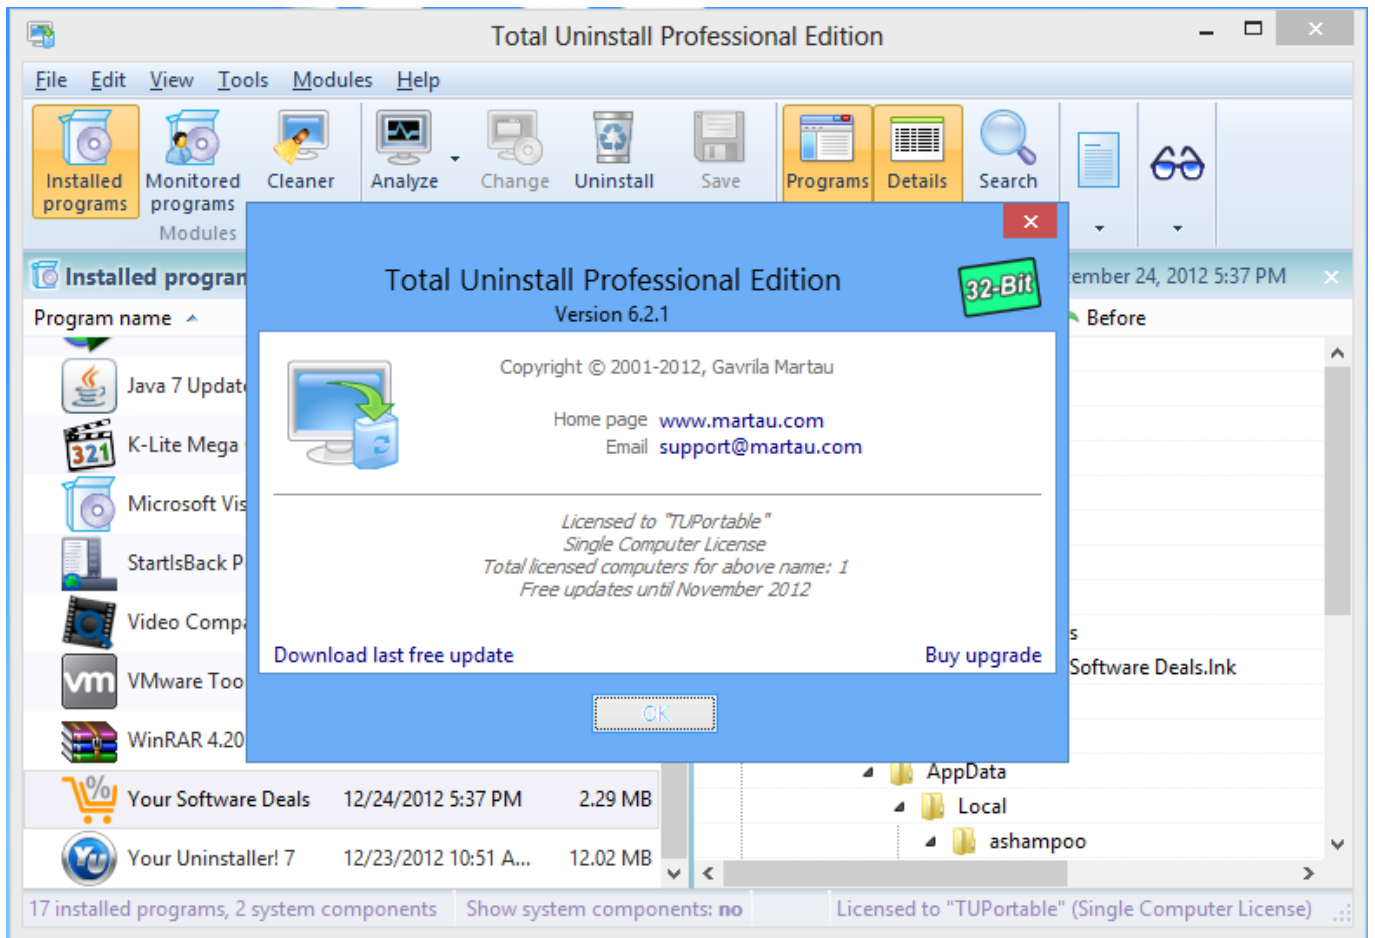 Total Uninstall Professional Edition
File Edit View Tools Modules Help
Installed programs
Monitored programs
Cleaner
Analyze
Change
Uninstall
Save
Programs
Details
Search
Modules
Installed program
24, 2012 5:37 PM
Program name
Before
Total Uninstall Professional Edition
32-Bit
Version 6.2.1
Copyright © 2001-2012, Gavrila Martau
Home page www.martau.com
Email support@martau.com
Licensed to "TUPortable"
Single Computer License
Total licensed computers for above name: 1
Free updates until November 2012
Download last free update
Buy upgrade
OK
Java 7 Updat
321
K-Lite Mega
Microsoft Vis
StartIsBack P
Video Compa
vm
VMware Too
WinRAR 4.20
s
Software Deals.lnk
AppData
%
Your Software Deals 12/24/2012 5:37 PM 2.29 MB
Local
ashampoo
YU
Your Uninstaller! 7 12/23/2012 10:51 A... 12.02 MB
17 installed programs, 2 system components
Show system components: no
Licensed to "TUPortable" (Single Computer License)